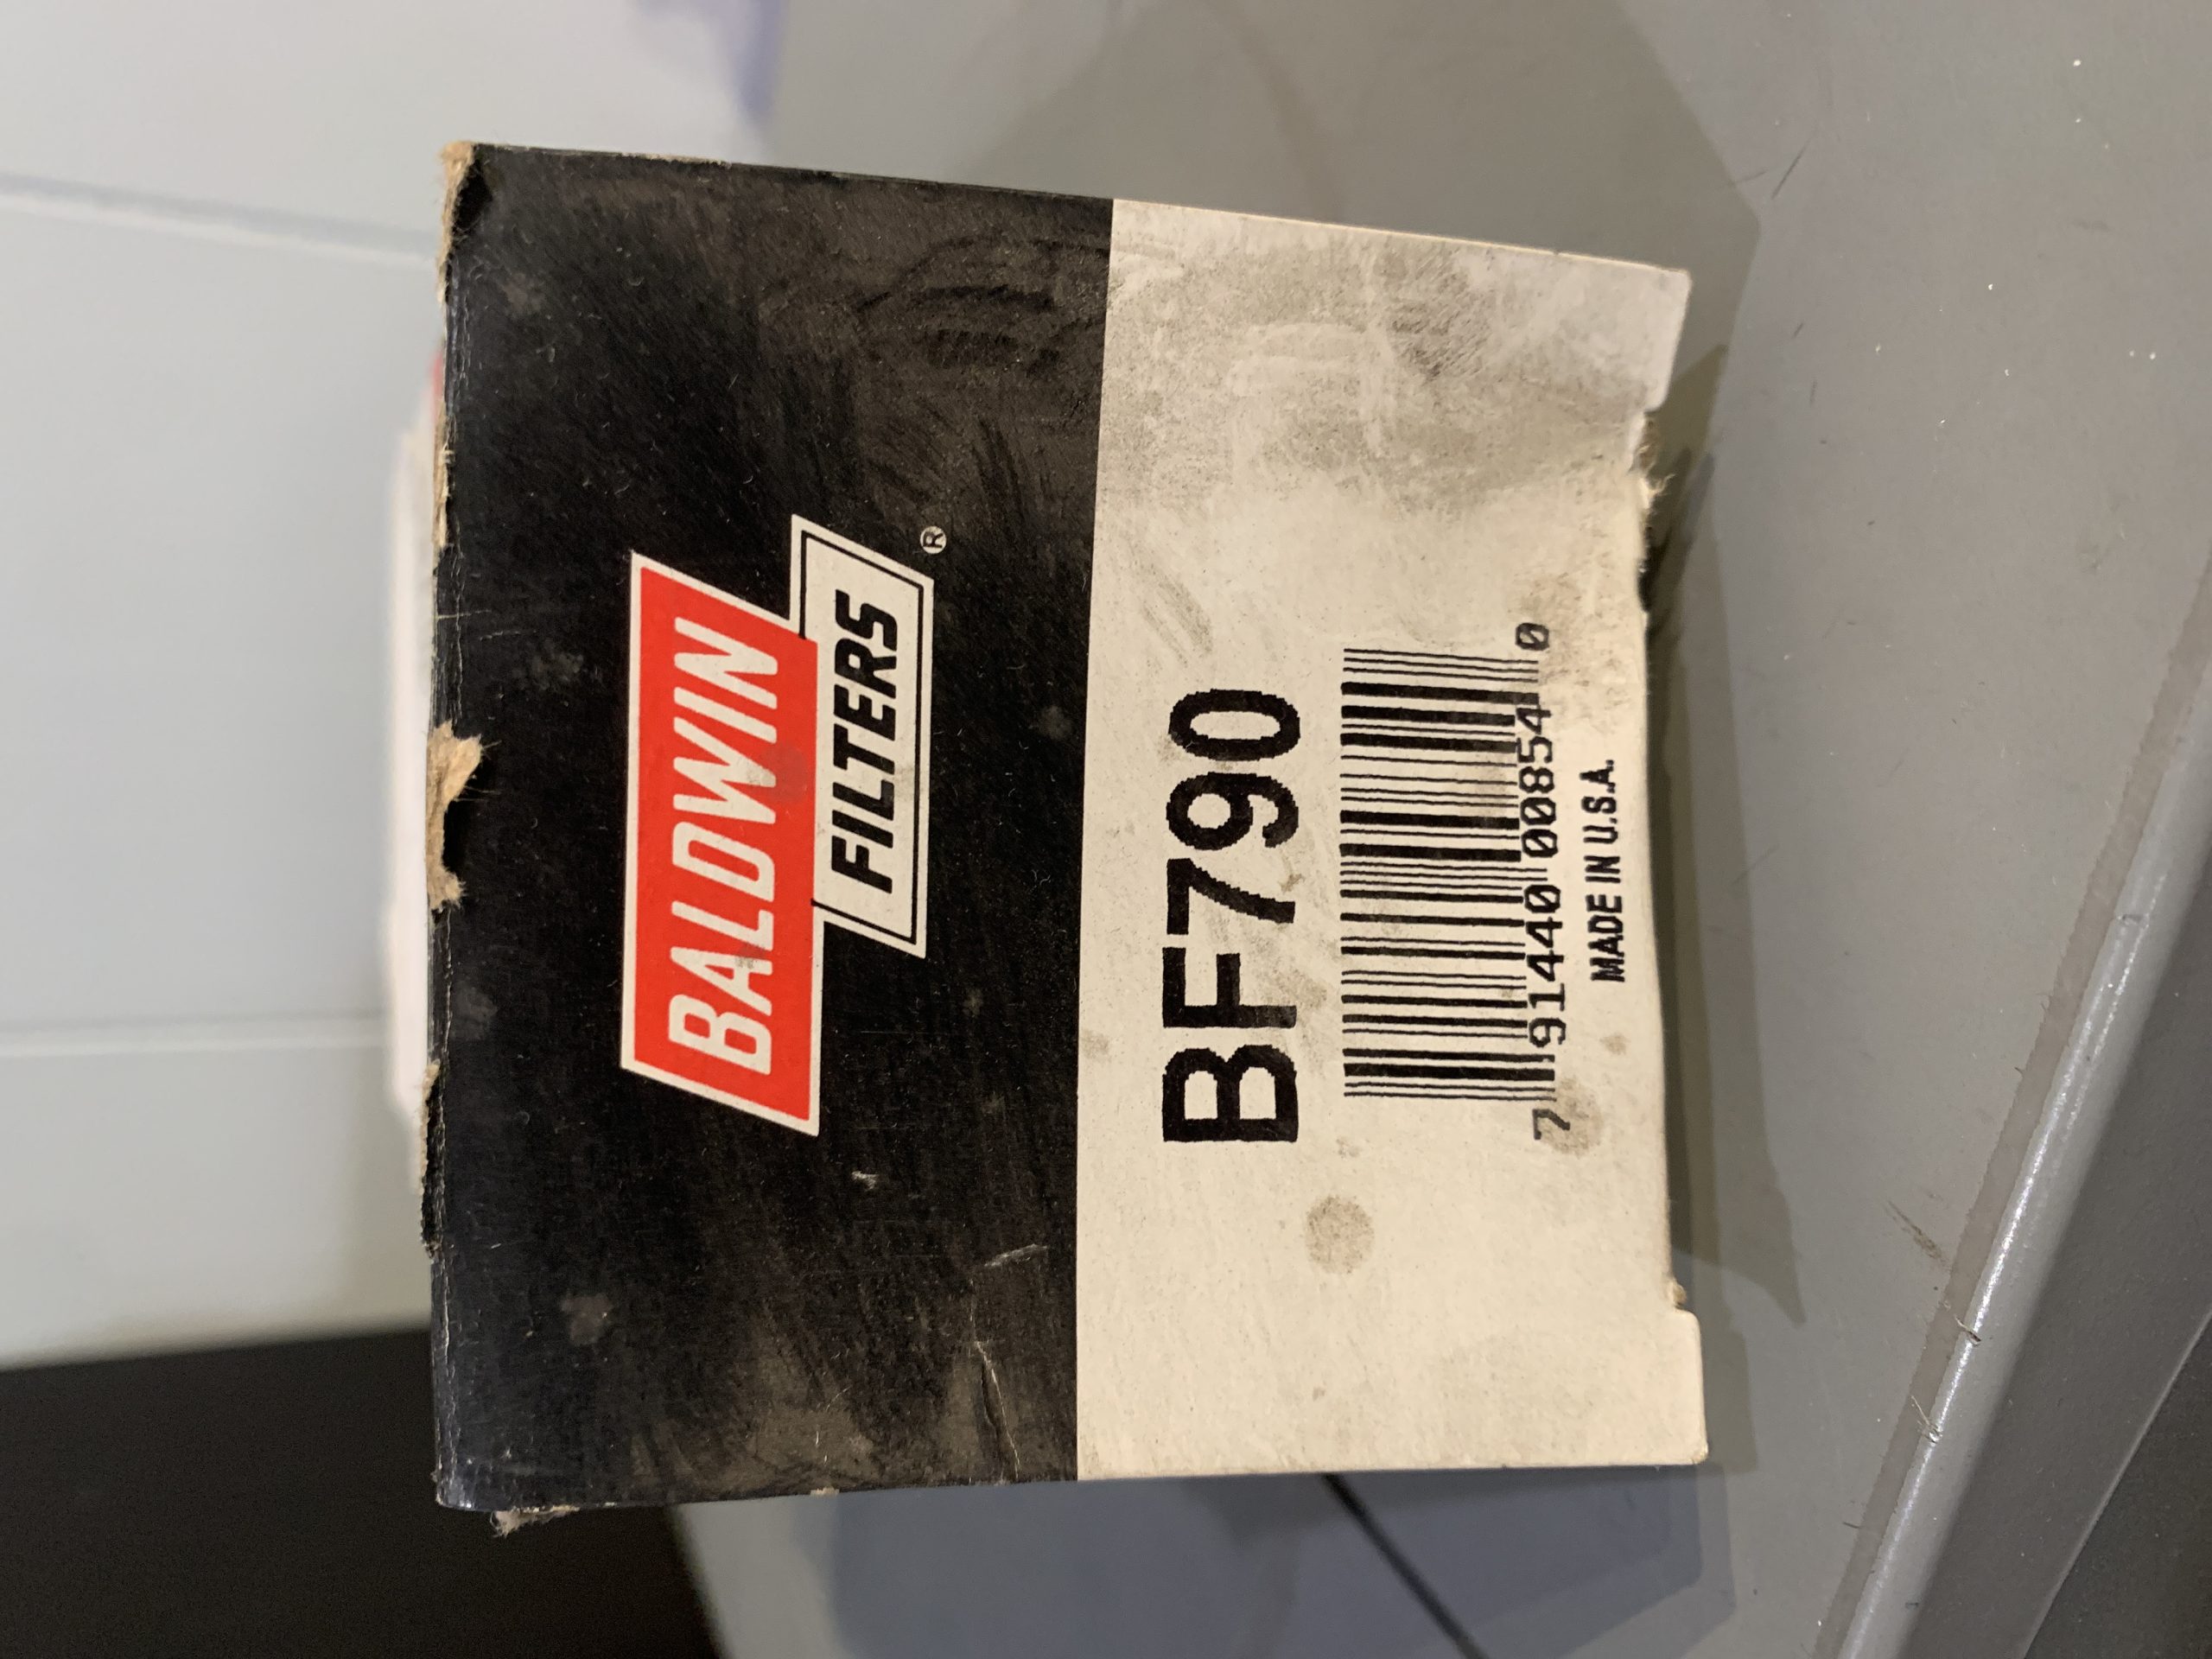 BALDWIN
FILTERS ®
BF790
7 91440 00854 0
MADE IN U.S.A.